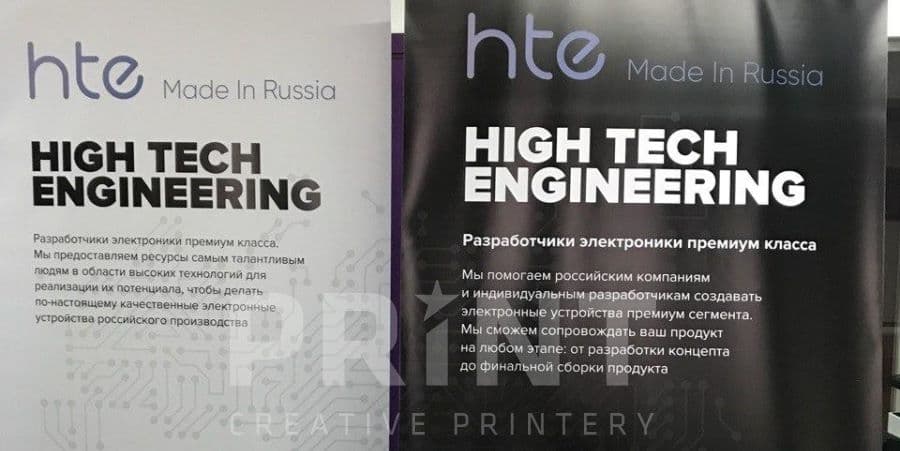 hte Made In Russia
HIGH TECH
ENGINEERING
Разработчики электроники премиум класса.
Мы предоставляем ресурсы самым талантливым
людям в области высоких технологий для
реализации их потенциала, чтобы делать
по-настоящему качественные электронные
устройства российского производства
hte Made In Russia
HIGH TECH
ENGINEERING
Разработчики электроники премиум класса
Мы помогаем российским компаниям
и индивидуальным разработчикам создавать
электронные устройства премиум сегмента.
Мы сможем сопровождать ваш продукт
на любом этапе: от разработки концепта
до финальной сборки продукта
PRINT
CREATIVE PRINTERY